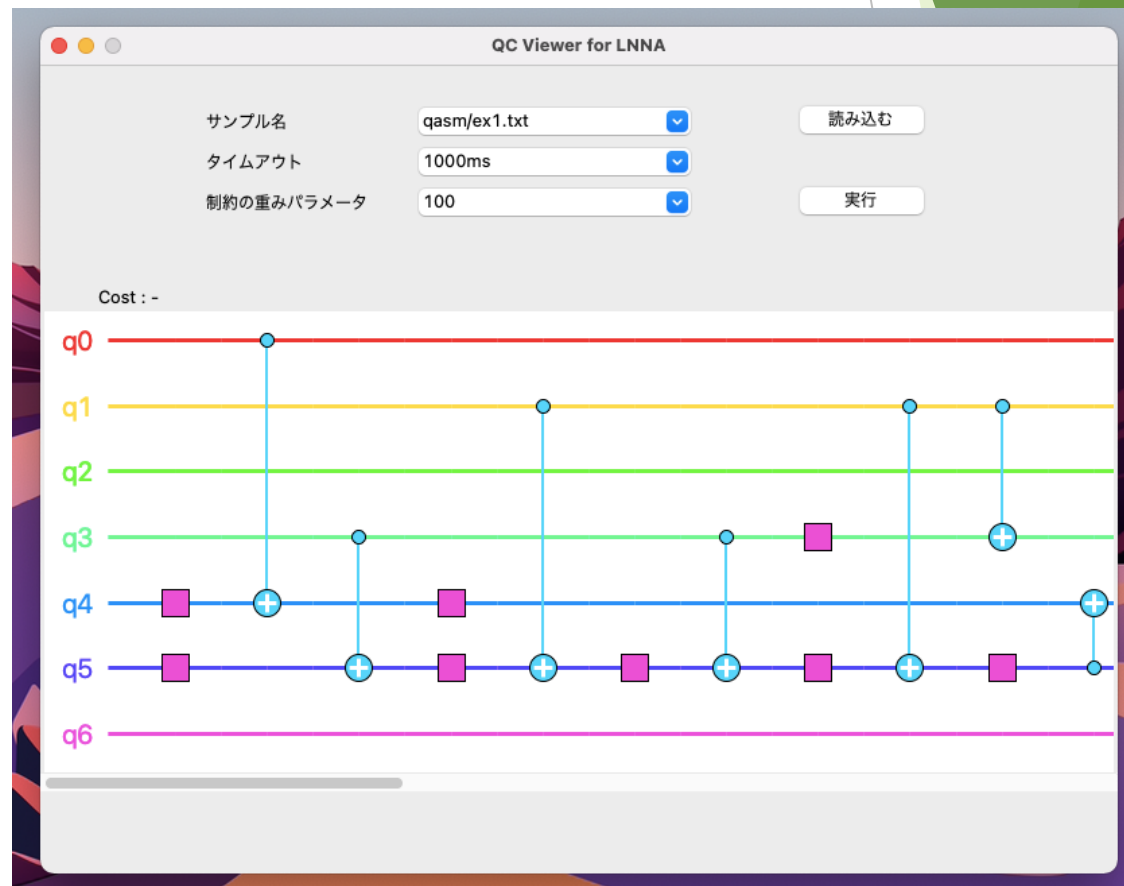 QC Viewer for LNNA
サンプル名 qasm/ex1.txt 読み込む
タイムアウト 1000ms
制約の重みパラメータ 100 実行
Cost : -
q0
q1
q2
q3
q4
q5
q6